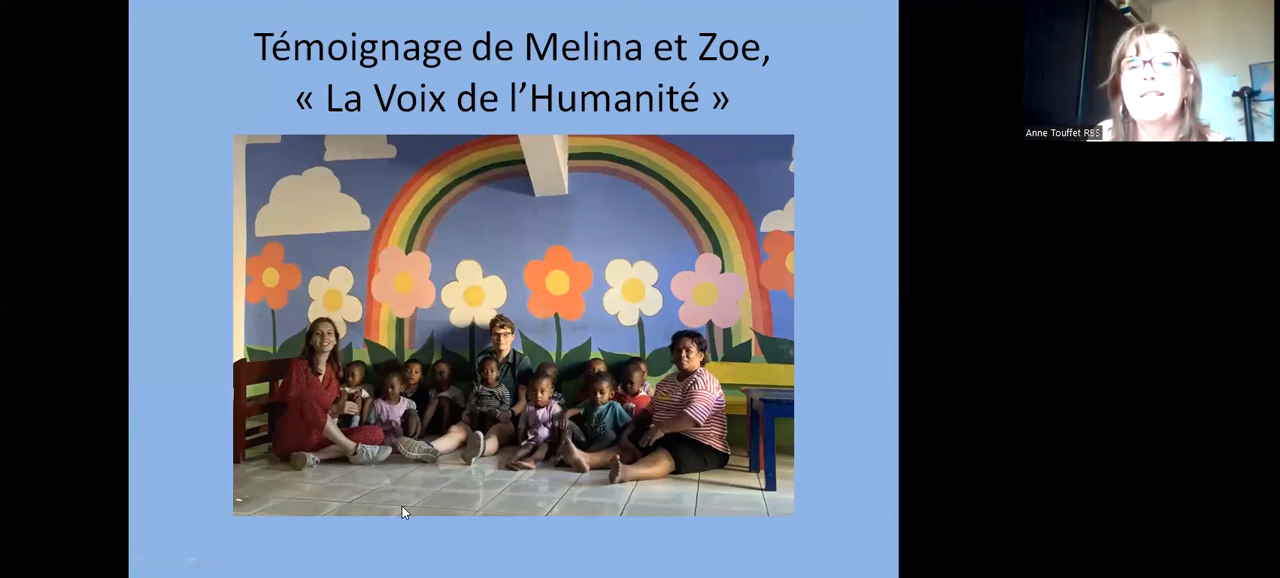 Témoignage de Melina et Zoe,
« La Voix de l’Humanité »
Anne Touffet RBS